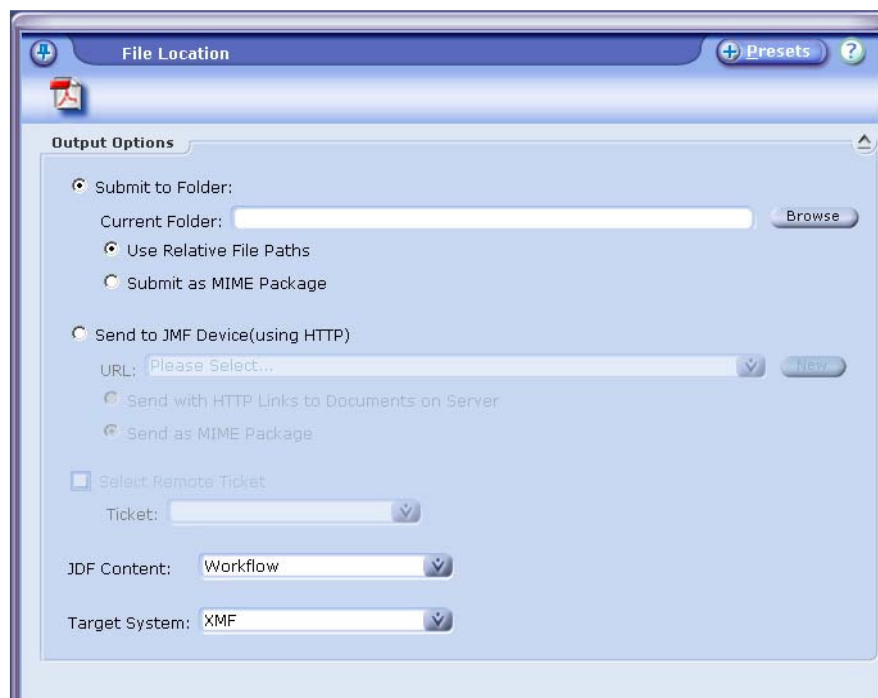 File Location
Presets
?
Output Options
Submit to Folder:
Current Folder:
Browse
Use Relative File Paths
Submit as MIME Package
Send to JMF Device(using HTTP)
URL: Please Select...
New
Send with HTTP Links to Documents on Server
Send as MIME Package
Select Remote Ticket
Ticket:
JDF Content: Workflow
Target System: XMF